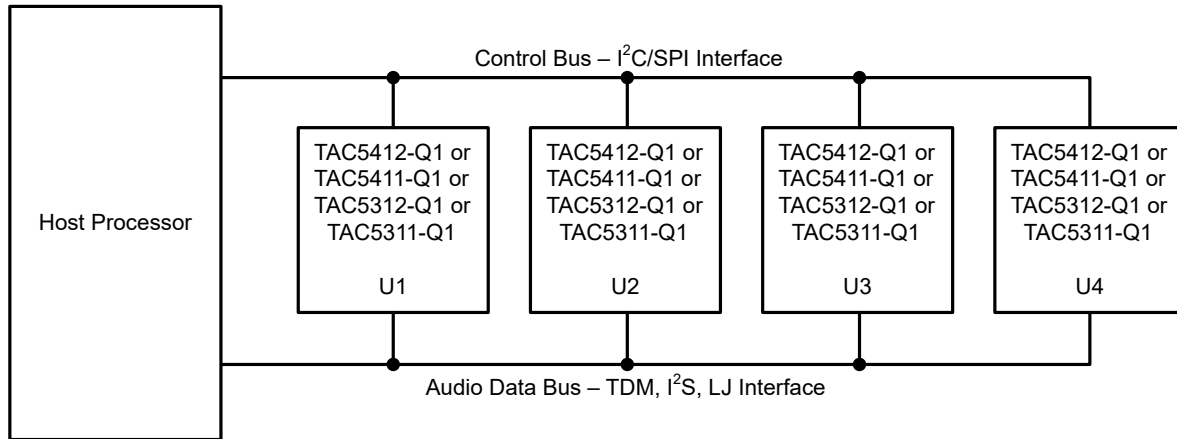 Control Bus – I²C/SPI Interface
Host Processor
TAC5412-Q1 or
TAC5411-Q1 or
TAC5312-Q1 or
TAC5311-Q1
U1
TAC5412-Q1 or
TAC5411-Q1 or
TAC5312-Q1 or
TAC5311-Q1
U2
TAC5412-Q1 or
TAC5411-Q1 or
TAC5312-Q1 or
TAC5311-Q1
U3
TAC5412-Q1 or
TAC5411-Q1 or
TAC5312-Q1 or
TAC5311-Q1
U4
Audio Data Bus – TDM, I²S, LJ Interface